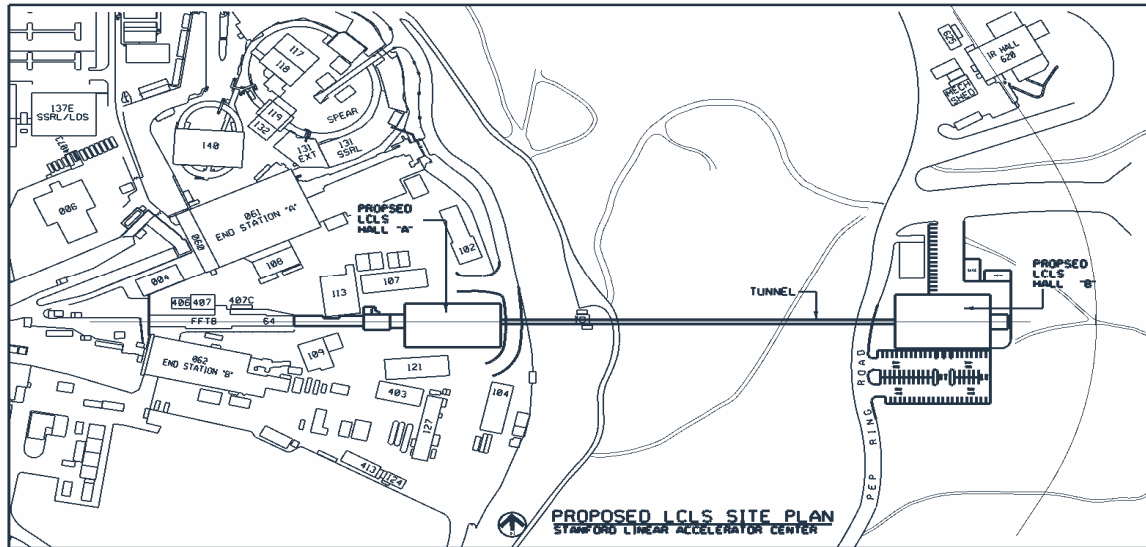 137E
SSRL/LDS
117
118
119
132
SPEAR
140
131
EXT
131
SSRL
006
061
END STATION "A"
060
004
108
PROPSED
LCLS
HALL "A"
102
113
107
406
407
407C
FFTB
64
109
062
END STATION "B"
121
403
127
104
413
124
TUNNEL
IR HALL
620
MECH
SHED
PROPSED
LCLS
HALL "B"
PEP RING ROAD
PROPOSED LCLS SITE PLAN
STANFORD LINEAR ACCELERATOR CENTER